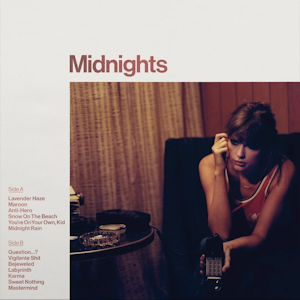 Midnights
Side A
Lavender Haze
Maroon
Anti-Hero
Snow On The Beach
You're On Your Own, Kid
Midnight Rain
Side B
Question...?
Vigilante Shit
Bejeweled
Labyrinth
Karma
Sweet Nothing
Mastermind